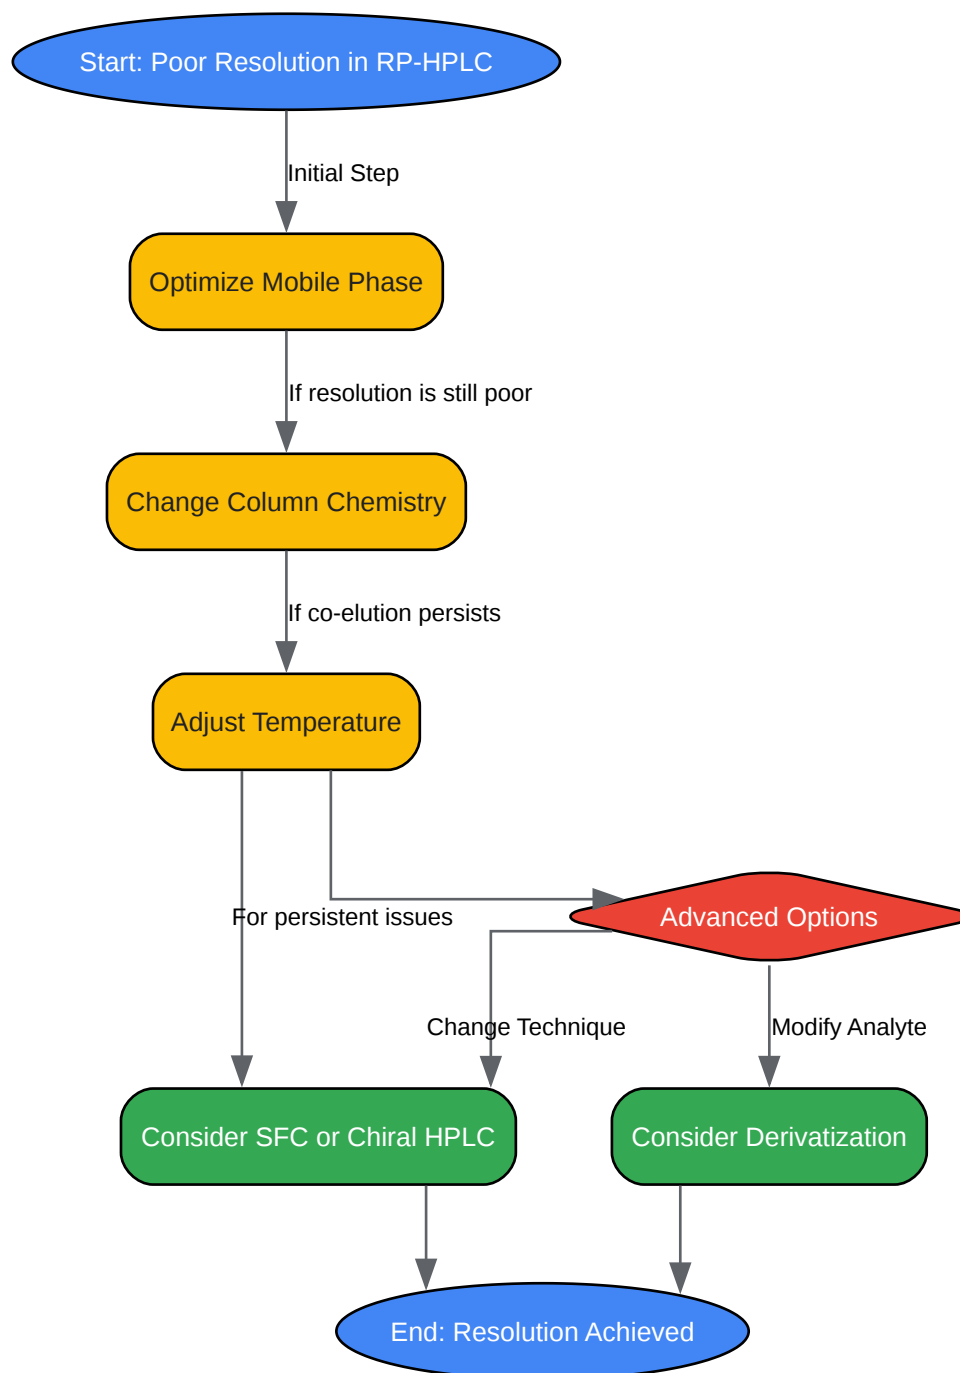 Start: Poor Resolution in RP-HPLC
Initial Step
Optimize Mobile Phase
If resolution is still poor
Change Column Chemistry
If co-elution persists
Adjust Temperature
For persistent issues
Advanced Options
Change Technique
Modify Analyte
Consider SFC or Chiral HPLC
Consider Derivatization
End: Resolution Achieved